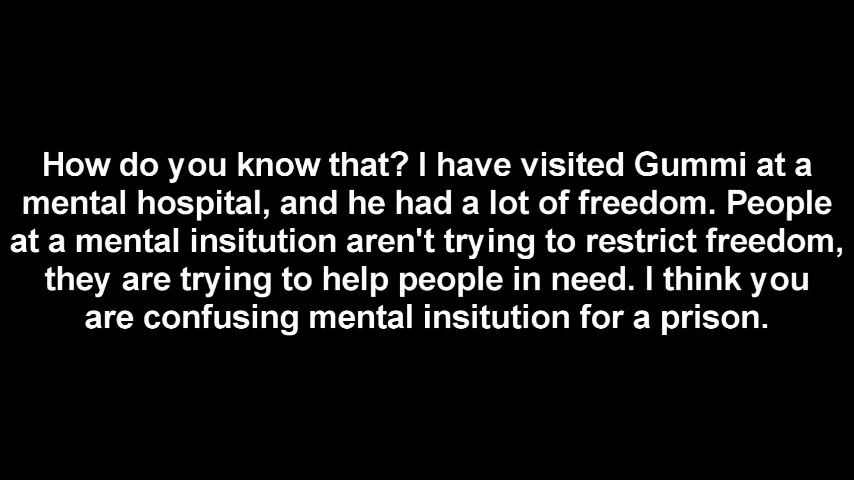 How do you know that? I have visited Gummi at a
mental hospital, and he had a lot of freedom. People
at a mental insitution aren't trying to restrict freedom,
they are trying to help people in need. I think you
are confusing mental insitution for a prison.